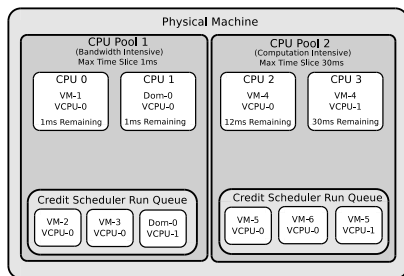 Physical Machine
CPU Pool 1
(Bandwidth Intensive)
Max Time Slice 1ms
CPU 0
VM-1
VCPU-0
1ms Remaining
CPU 1
Dom-0
VCPU-0
1ms Remaining
Credit Scheduler Run Queue
VM-2
VCPU-0
VM-3
VCPU-0
Dom-0
VCPU-1
CPU Pool 2
(Computation Intensive)
Max Time Slice 30ms
CPU 2
VM-4
VCPU-0
12ms Remaining
CPU 3
VM-4
VCPU-1
30ms Remaining
Credit Scheduler Run Queue
VM-5
VCPU-0
VM-6
VCPU-0
VM-5
VCPU-1